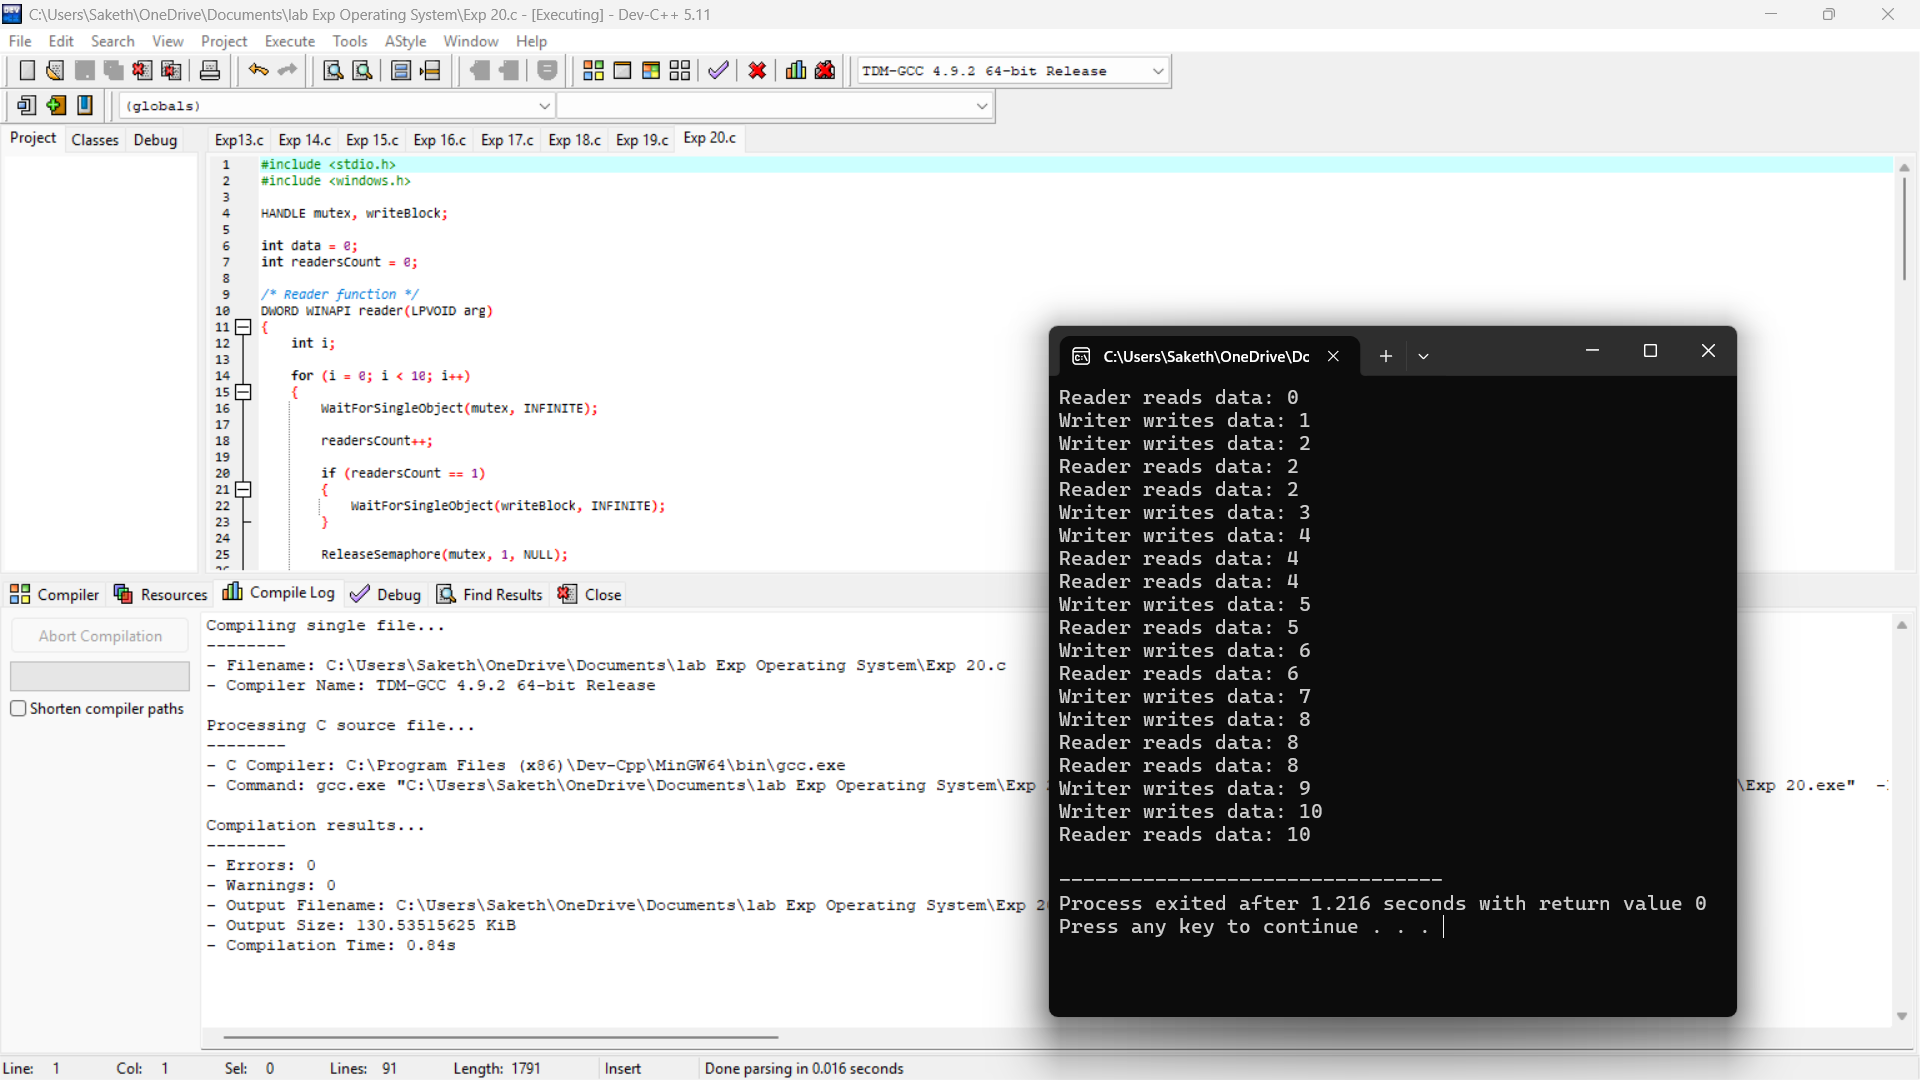 C:\Users\Saketh\OneDrive\Documents\lab Exp Operating System\Exp 20.c - [Executing] - Dev-C++ 5.11
File Edit Search View Project Execute Tools AStyle Window Help
TDM-GCC 4.9.2 64-bit Release
(globals)
Project Classes Debug
Exp13.c Exp 14.c Exp 15.c Exp 16.c Exp 17.c Exp 18.c Exp 19.c Exp 20.c
1 #include <stdio.h>
2 #include <windows.h>
3
4 HANDLE mutex, writeBlock;
5
6 int data = 0;
7 int readersCount = 0;
8
9 /* Reader function */
10 DWORD WINAPI reader(LPVOID arg)
11 {
12 int i;
13
14 for (i = 0; i < 10; i++)
15 {
16 WaitForSingleObject(mutex, INFINITE);
17
18 readersCount++;
19
20 if (readersCount == 1)
21 {
22 WaitForSingleObject(writeBlock, INFINITE);
23 }
24
25 ReleaseSemaphore(mutex, 1, NULL);
Compiler Resources Compile Log Debug Find Results Close
Abort Compilation
Shorten compiler paths
Compiling single file...
--------
- Filename: C:\Users\Saketh\OneDrive\Documents\lab Exp Operating System\Exp 20.c
- Compiler Name: TDM-GCC 4.9.2 64-bit Release
Processing C source file...
--------
- C Compiler: C:\Program Files (x86)\Dev-Cpp\MinGW64\bin\gcc.exe
- Command: gcc.exe "C:\Users\Saketh\OneDrive\Documents\lab Exp Operating System\Exp \Exp 20.exe" -
Compilation results...
--------
- Errors: 0
- Warnings: 0
- Output Filename: C:\Users\Saketh\OneDrive\Documents\lab Exp Operating System\Exp 2
- Output Size: 130.53515625 KiB
- Compilation Time: 0.84s
C:\Users\Saketh\OneDrive\Dc
Reader reads data: 0
Writer writes data: 1
Writer writes data: 2
Reader reads data: 2
Reader reads data: 2
Writer writes data: 3
Writer writes data: 4
Reader reads data: 4
Reader reads data: 4
Writer writes data: 5
Reader reads data: 5
Writer writes data: 6
Reader reads data: 6
Writer writes data: 7
Writer writes data: 8
Reader reads data: 8
Reader reads data: 8
Writer writes data: 9
Writer writes data: 10
Reader reads data: 10
--------------------------------
Process exited after 1.216 seconds with return value 0
Press any key to continue . . .
Line: 1 Col: 1 Sel: 0 Lines: 91 Length: 1791 Insert Done parsing in 0.016 seconds